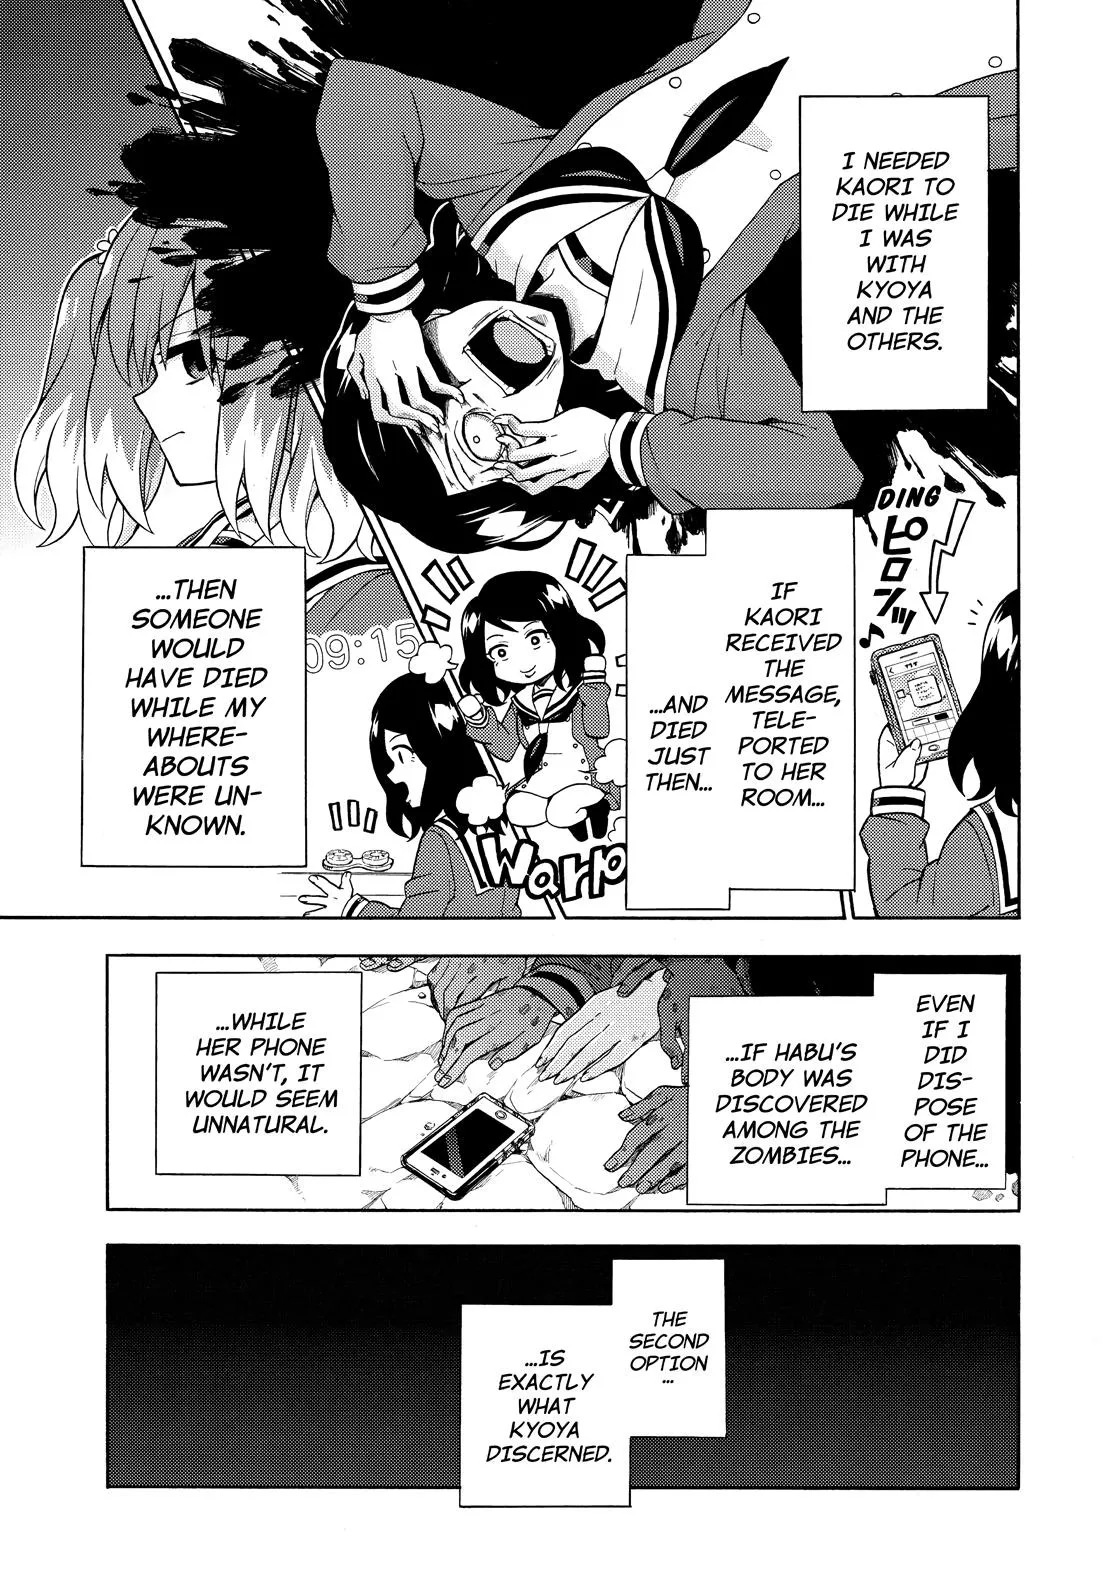 I NEEDED
KAORI TO
DIE WHILE
I WAS
WITH
KYOYA
AND THE
OTHERS.
DING
ピロンッ♪
IF
KAORI
RECEIVED
THE
MESSAGE,
TELE-
PORTED
TO HER
ROOM...
...AND
DIED
JUST
THEN...
Warp
09:15
...THEN
SOMEONE
WOULD
HAVE DIED
WHILE MY
WHERE-
ABOUTS
WERE UN-
KNOWN.
EVEN
IF I
DID
DIS-
POSE
OF THE
PHONE...
...IF HABU'S
BODY WAS
DISCOVERED
AMONG THE
ZOMBIES...
...WHILE
HER PHONE
WASN'T, IT
WOULD SEEM
UNNATURAL.
THE
SECOND
OPTION
...
...IS
EXACTLY
WHAT
KYOYA
DISCERNED.